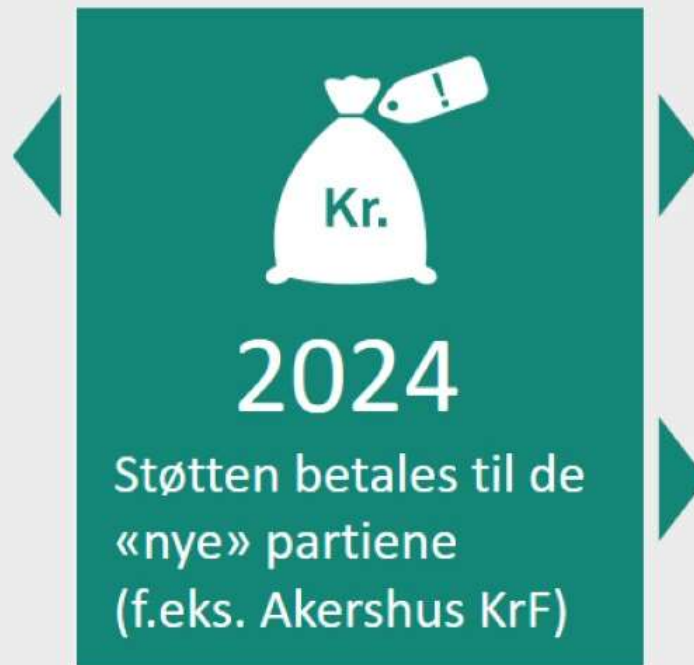 !
Kr.
2024
Støtten betales til de
«nye» partiene
(f.eks. Akershus KrF)